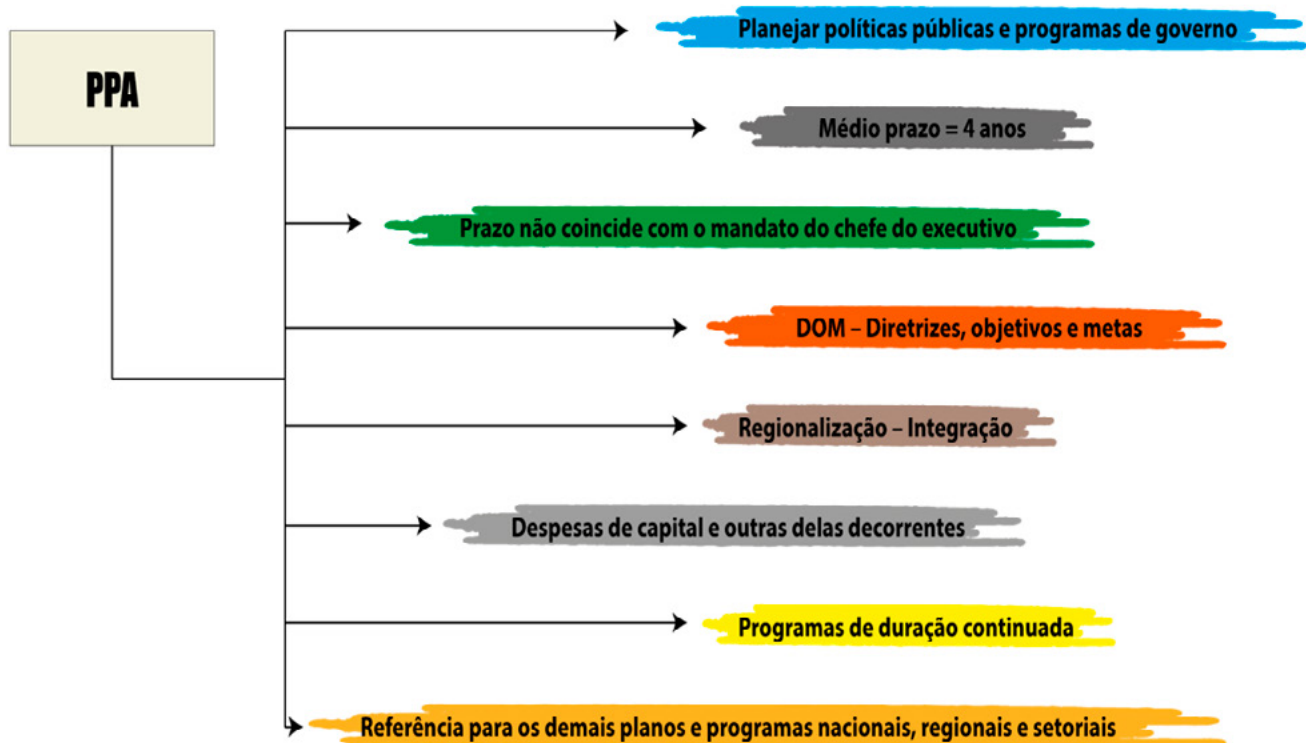 PPA
Planejar políticas públicas e programas de governo
Médio prazo = 4 anos
Prazo não coincide com o mandato do chefe do executivo
DOM – Diretrizes, objetivos e metas
Regionalização – Integração
Despesas de capital e outras delas decorrentes
Programas de duração continuada
Referência para os demais planos e programas nacionais, regionais e setoriais